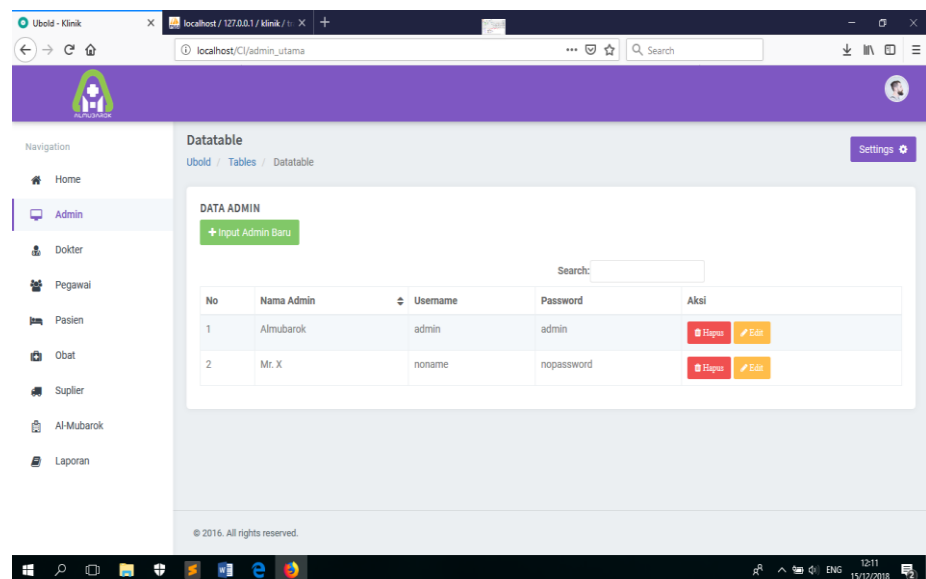 Ubold - Klinik
localhost / 127.0.0.1 / klinik /
localhost/CI/admin_utama
Search
ALMUBAROK
Navigation
Home
Admin
Dokter
Pegawai
Pasien
Obat
Suplier
Al-Mubarok
Laporan
Datatable
Ubold / Tables / Datatable
Settings
DATA ADMIN
+ Input Admin Baru
Search:
No Nama Admin Username Password Aksi
1 Almubarok admin admin Hapus Edit
2 Mr. X noname nopassword Hapus Edit
© 2016. All rights reserved.
ENG
12:11
15/12/2018